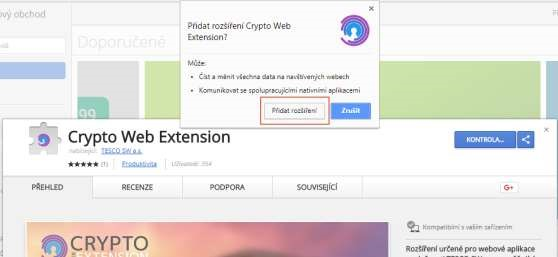 ový obchod
Doporučené
99
Přidat rozšíření Crypto Web
Extension?
Může:
Číst a měnit všechna data na navštívených webech
Komunikovat se spolupracujícími nativními aplikacemi
Přidat rozšíření
Zrušit
Crypto Web Extension
nabízející: TESCO SW a.s.
★★★★★ (1)
Produktivita
Uživatelé: 354
KONTROLA...
PŘEHLED
RECENZE
PODPORA
SOUVISEJÍCÍ
G+
CRYPTO
EXTENSION
Kompatibilní s vaším zařízením
Rozšíření určené pro webové aplikace